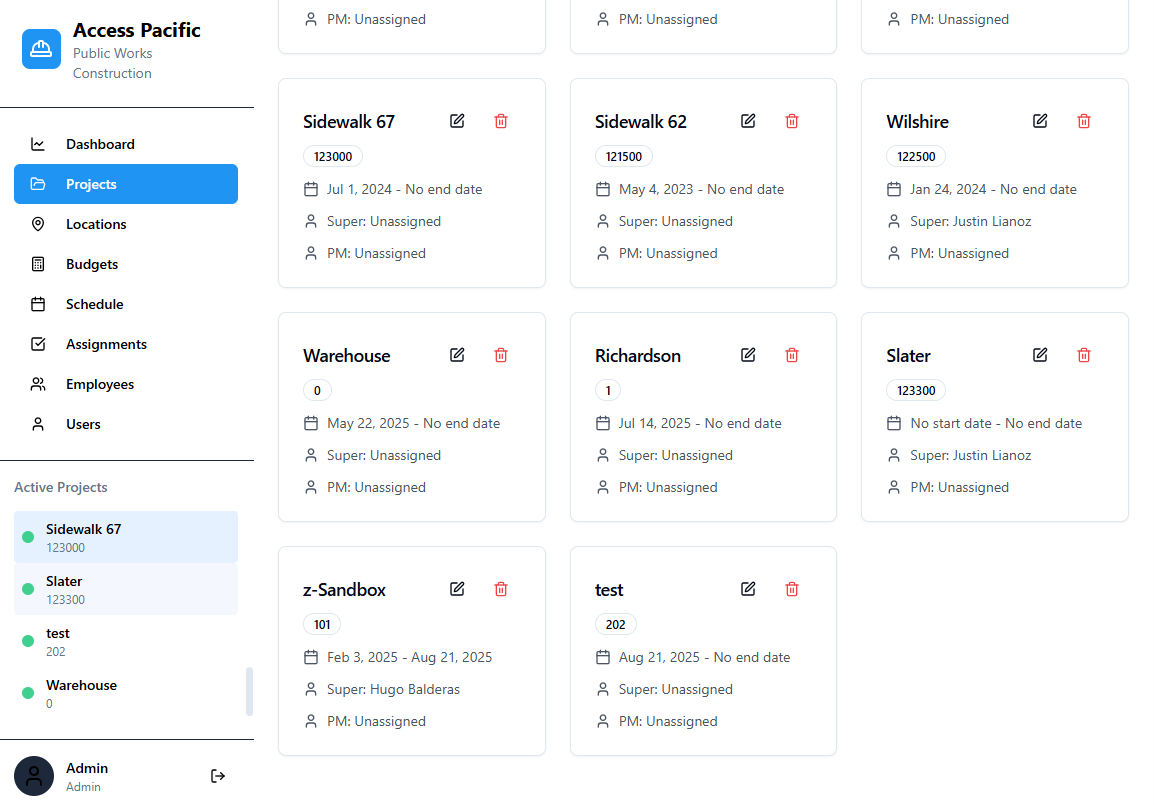 Access Pacific
Public Works
Construction
Dashboard
Projects
Locations
Budgets
Schedule
Assignments
Employees
Users
Active Projects
Sidewalk 67
123000
Slater
123300
test
202
Warehouse
0
Admin
Admin
PM: Unassigned
PM: Unassigned
PM: Unassigned
Sidewalk 67
123000
Jul 1, 2024 - No end date
Super: Unassigned
PM: Unassigned
Sidewalk 62
121500
May 4, 2023 - No end date
Super: Unassigned
PM: Unassigned
Wilshire
122500
Jan 24, 2024 - No end date
Super: Justin Lianoz
PM: Unassigned
Warehouse
0
May 22, 2025 - No end date
Super: Unassigned
PM: Unassigned
Richardson
1
Jul 14, 2025 - No end date
Super: Unassigned
PM: Unassigned
Slater
123300
No start date - No end date
Super: Justin Lianoz
PM: Unassigned
z-Sandbox
101
Feb 3, 2025 - Aug 21, 2025
Super: Hugo Balderas
PM: Unassigned
test
202
Aug 21, 2025 - No end date
Super: Unassigned
PM: Unassigned